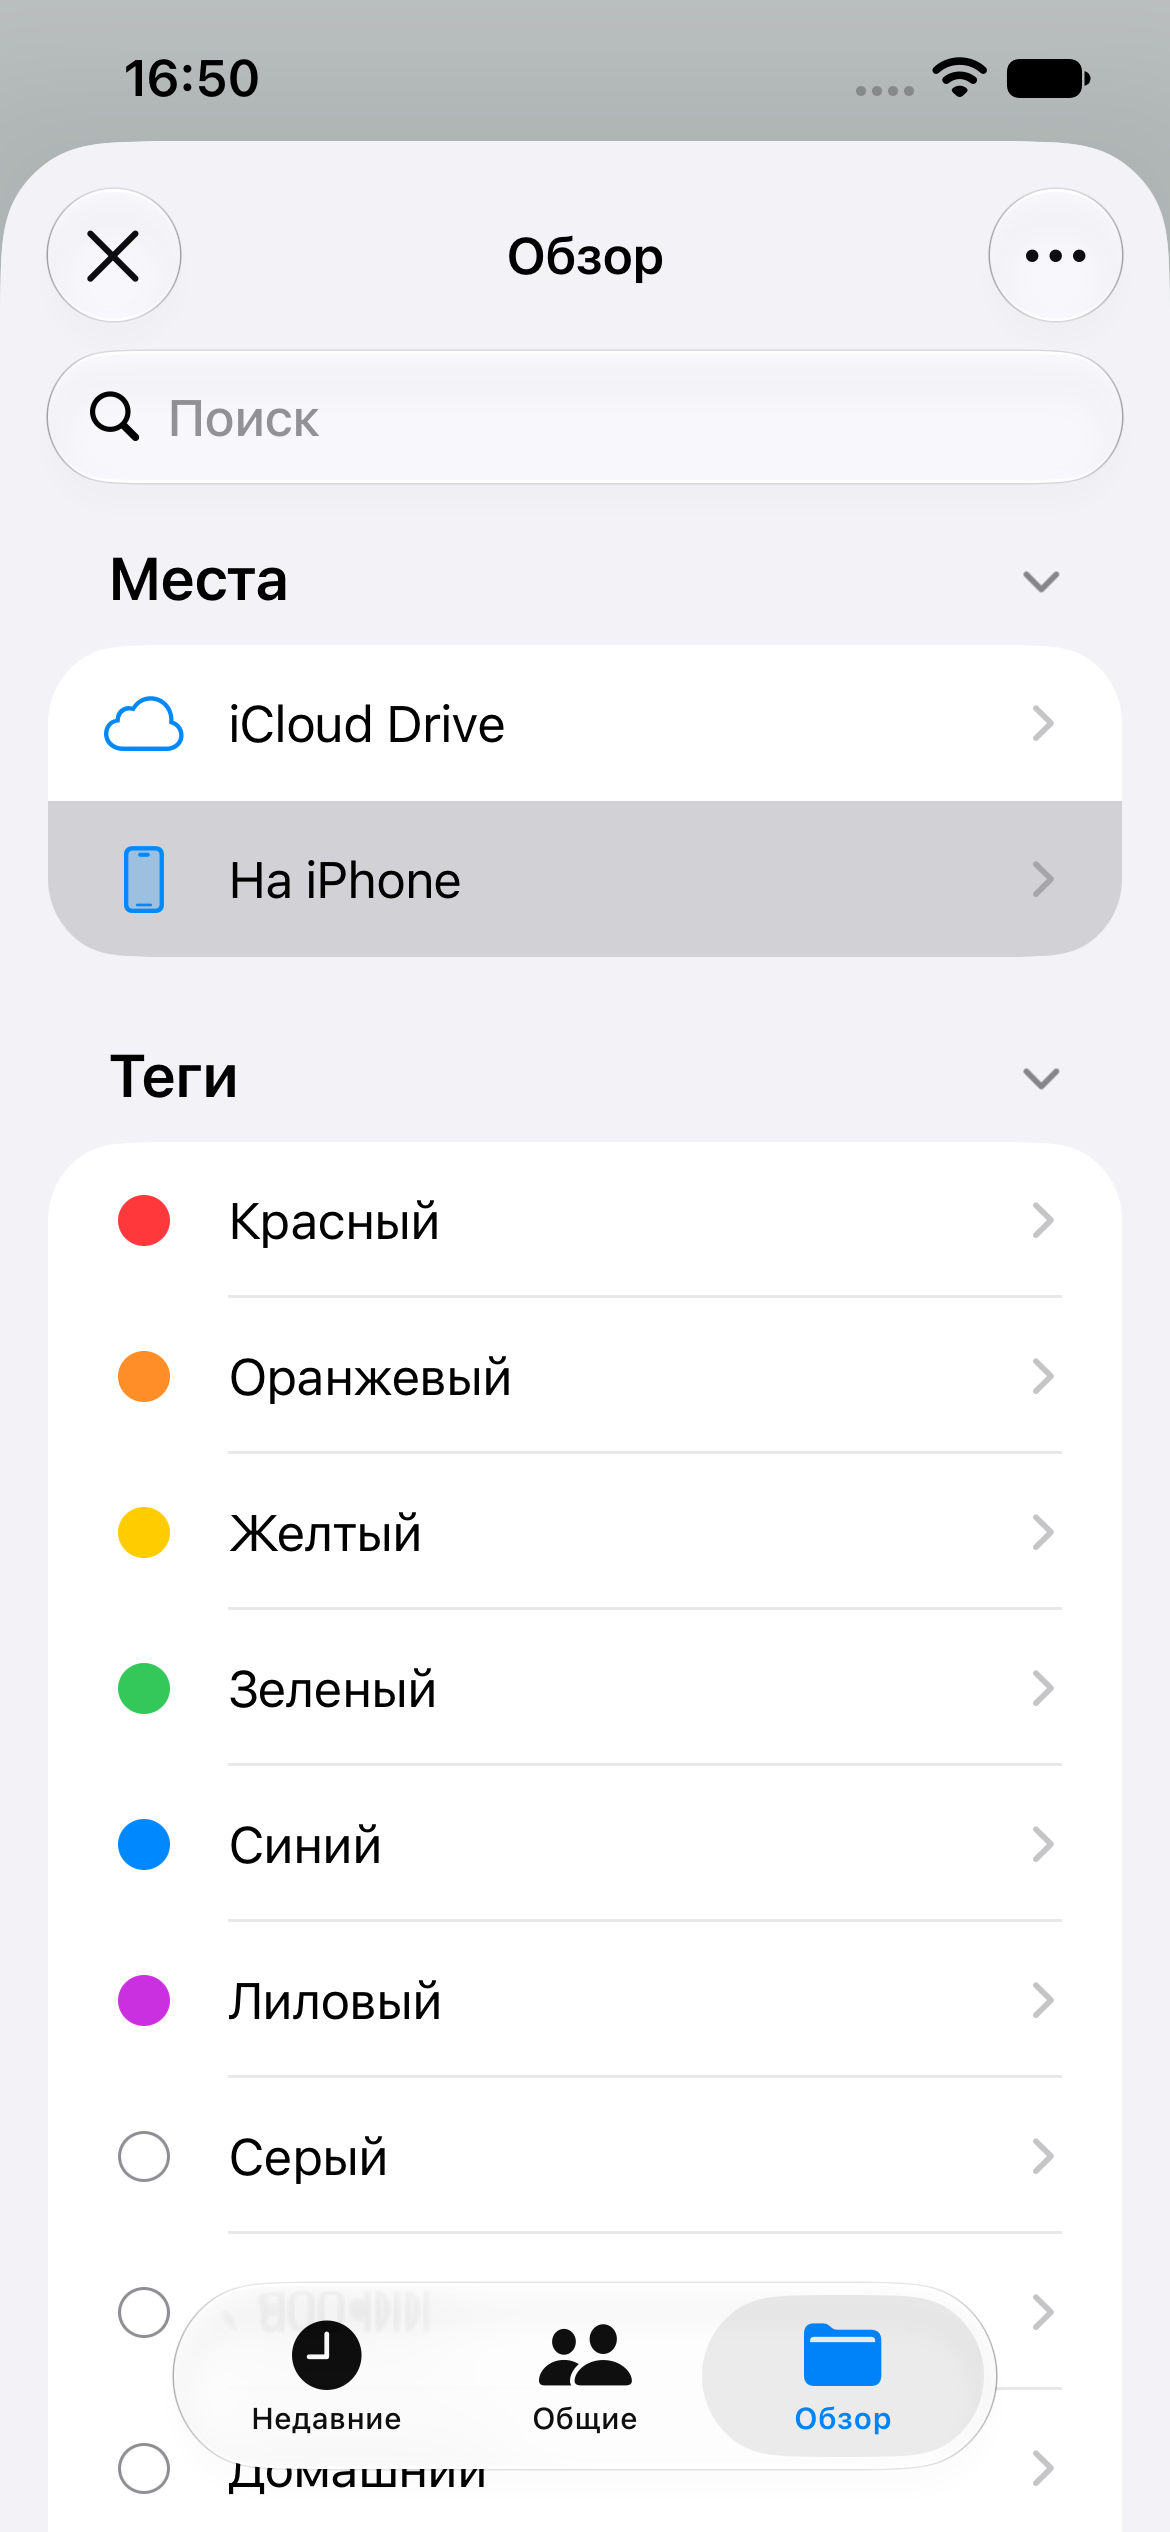 16:50
Обзор
Поиск
Места
iCloud Drive
На iPhone
Теги
Красный
Оранжевый
Желтый
Зеленый
Синий
Лиловый
Серый
Недавние
Общие
Обзор
Домашний